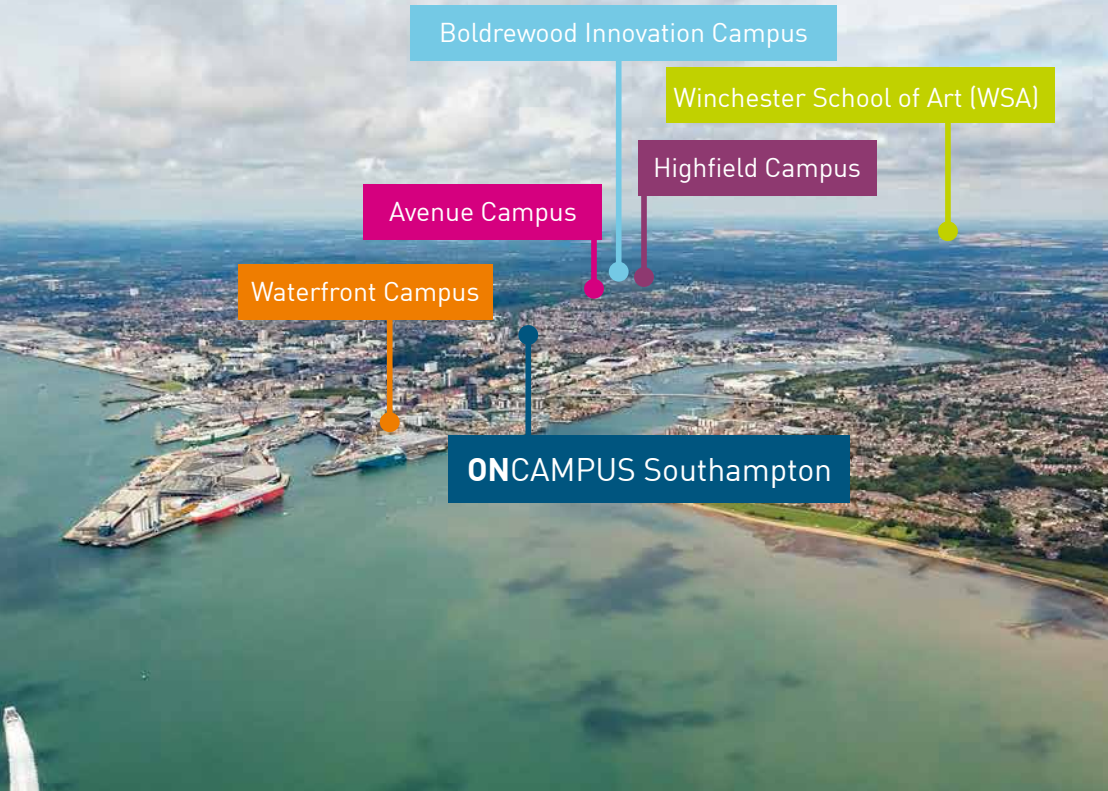 Boldrewood Innovation Campus
Winchester School of Art (WSA)
Highfield Campus
Avenue Campus
Waterfront Campus
ONCAMPUS Southampton